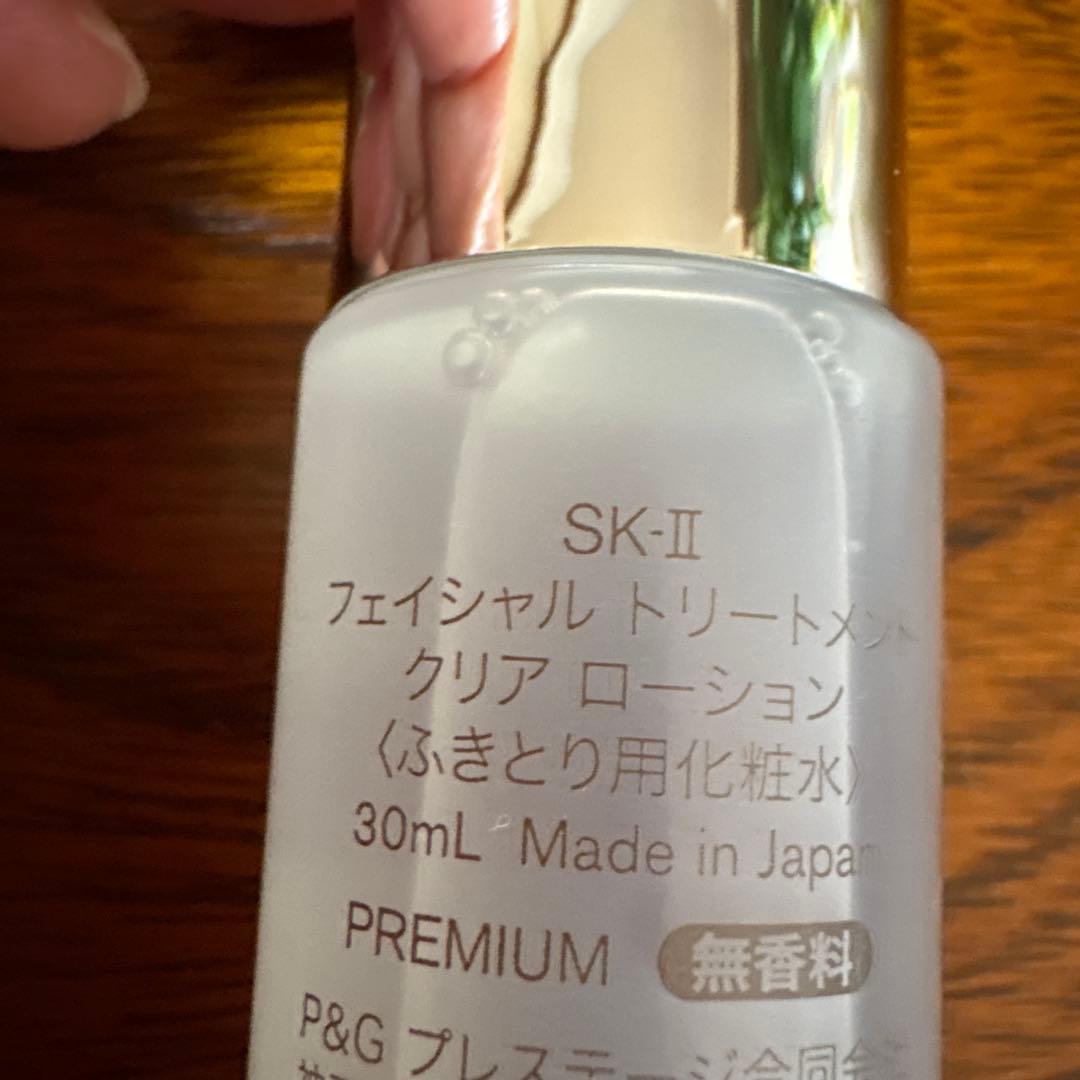 SK-Ⅱ
フェイシャル トリートメント
クリア ローション
〈ふきとり用化粧水〉
30mL Made in Japan
PREMIUM 無香料
P&G プレステージ合同会